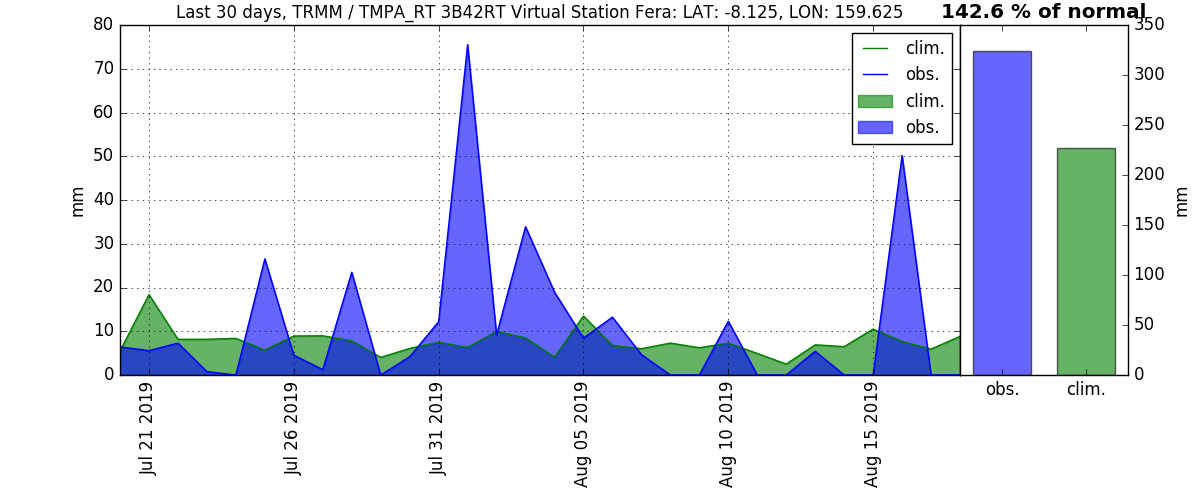 Last 30 days, TRMM / TMPA_RT 3B42RT Virtual Station Fera: LAT: -8.125, LON: 159.625
142.6 % of normal
80
70
60
50
40
30
20
10
0
mm
clim.
obs.
clim.
obs.
Jul 21 2019
Jul 26 2019
Jul 31 2019
Aug 05 2019
Aug 10 2019
Aug 15 2019
350
300
250
200
150
100
50
0
mm
obs.
clim.